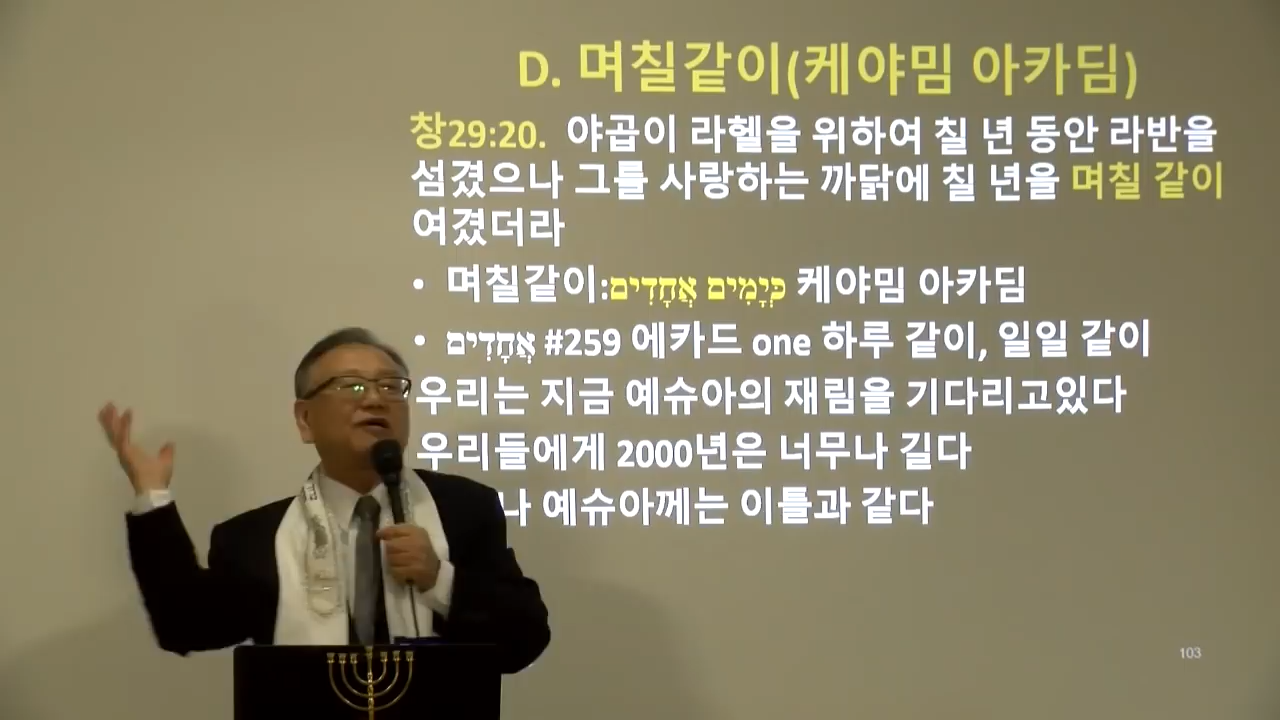 D. 며칠같이(케야밈 아카딤)
창29:20. 야곱이 라헬을 위하여 칠 년 동안 라반을
섬겼으나 그를 사랑하는 까닭에 칠 년을 며칠 같이
여겼더라
• 며칠같이:כְּיָמִים אֲחָדִים 케야밈 아카딤
• אֲחָדִים #259 에카드 one 하루 같이, 일일 같이
우리는 지금 예슈아의 재림을 기다리고있다
우리들에게 2000년은 너무나 길다
나 예슈아께는 이틀과 같다
103